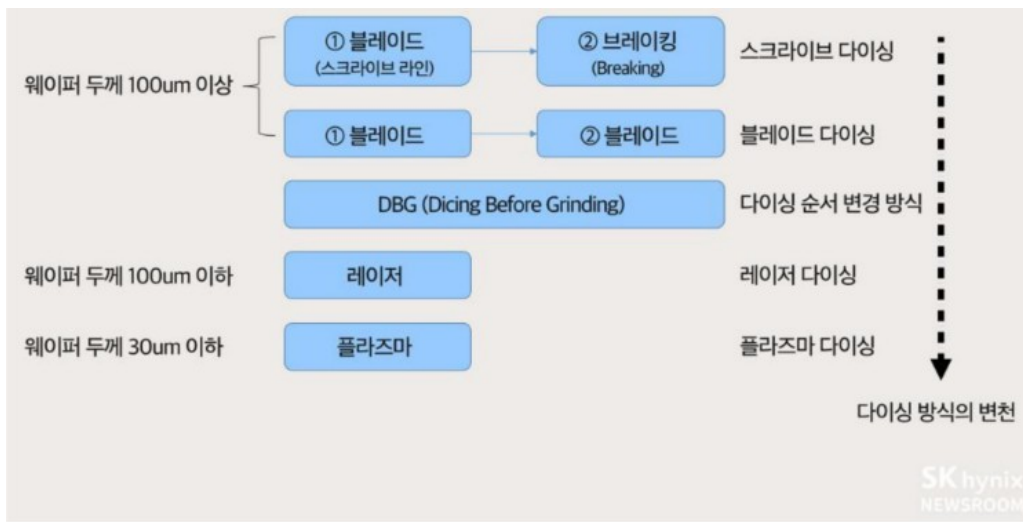 ① 블레이드
(스크라이브 라인)
② 브레이킹
(Breaking)
스크라이브 다이싱
웨이퍼 두께 100um 이상
① 블레이드
② 블레이드
블레이드 다이싱
DBG (Dicing Before Grinding)
다이싱 순서 변경 방식
웨이퍼 두께 100um 이하
레이저
레이저 다이싱
웨이퍼 두께 30um 이하
플라즈마
플라즈마 다이싱
다이싱 방식의 변천
SK hynix
NEWSROOM